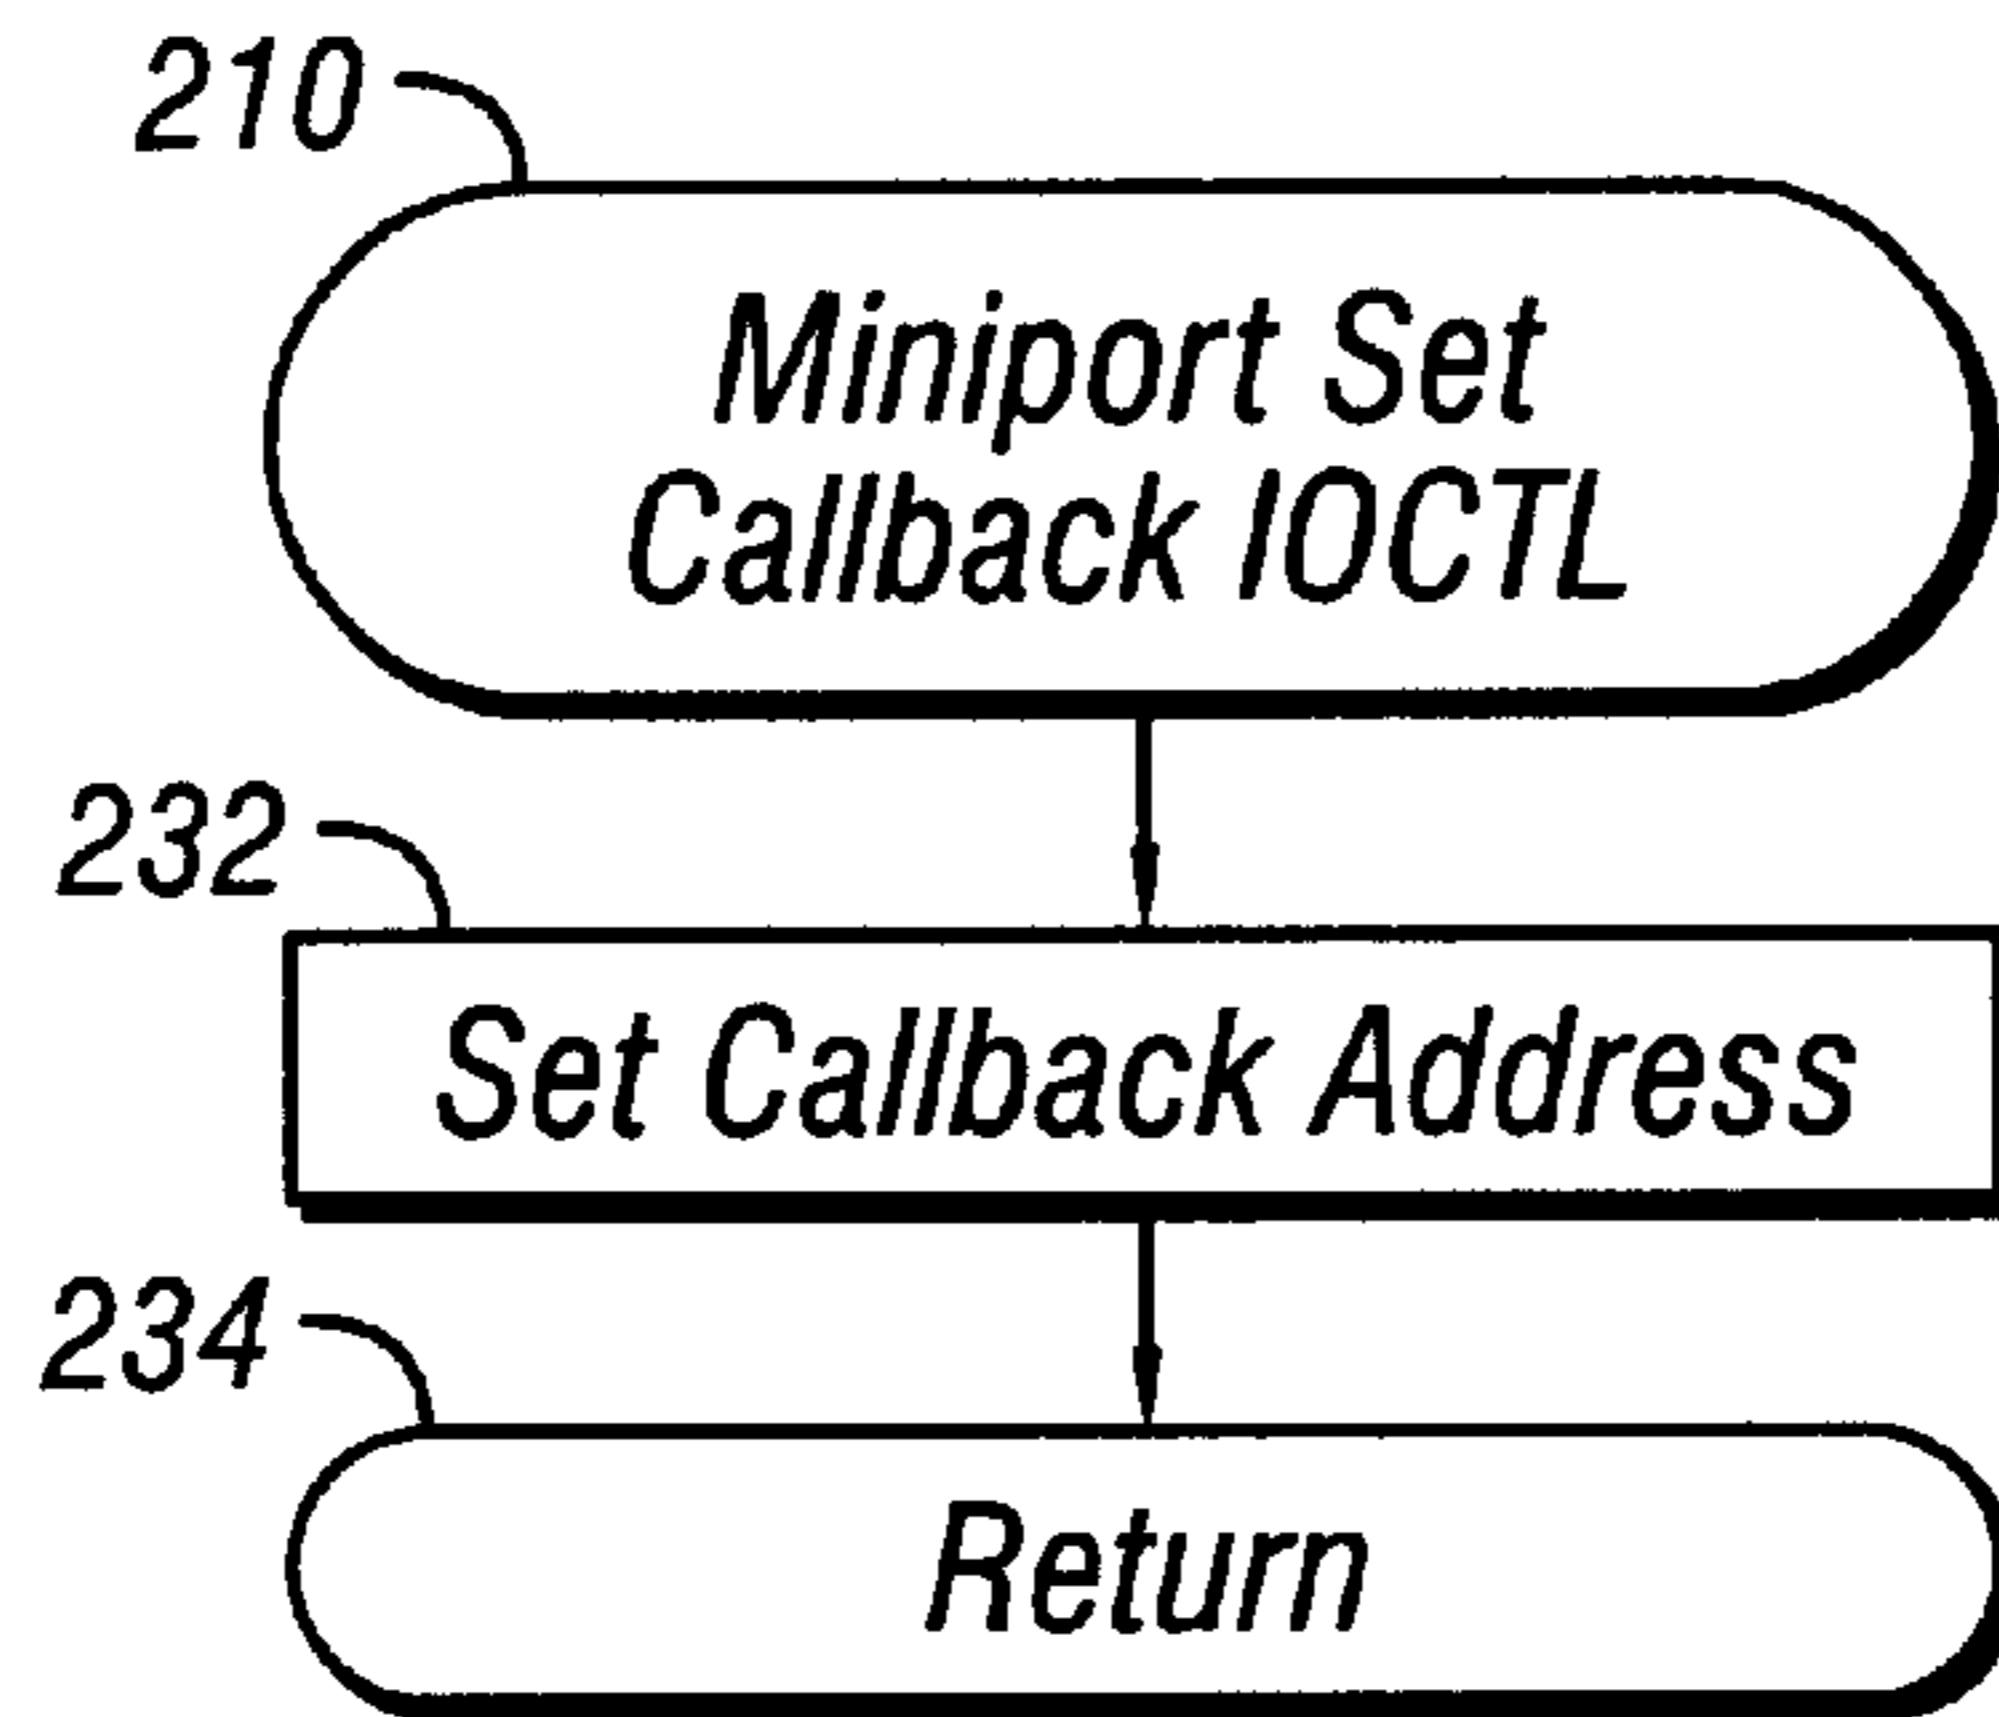 210
Miniport Set
Callback IOCTL
232
Set Callback Address
234
Return